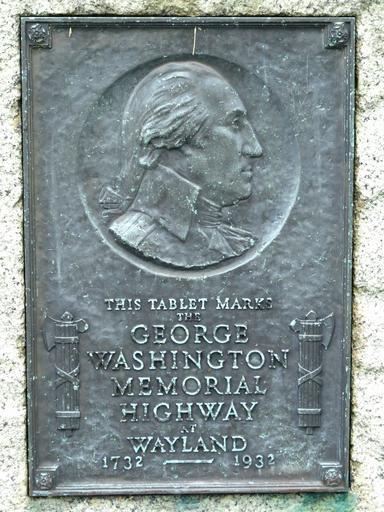 THIS TABLET MARKS
THE
GEORGE
WASHINGTON
MEMORIAL
HIGHWAY
AT
WAYLAND
1732 — 1932